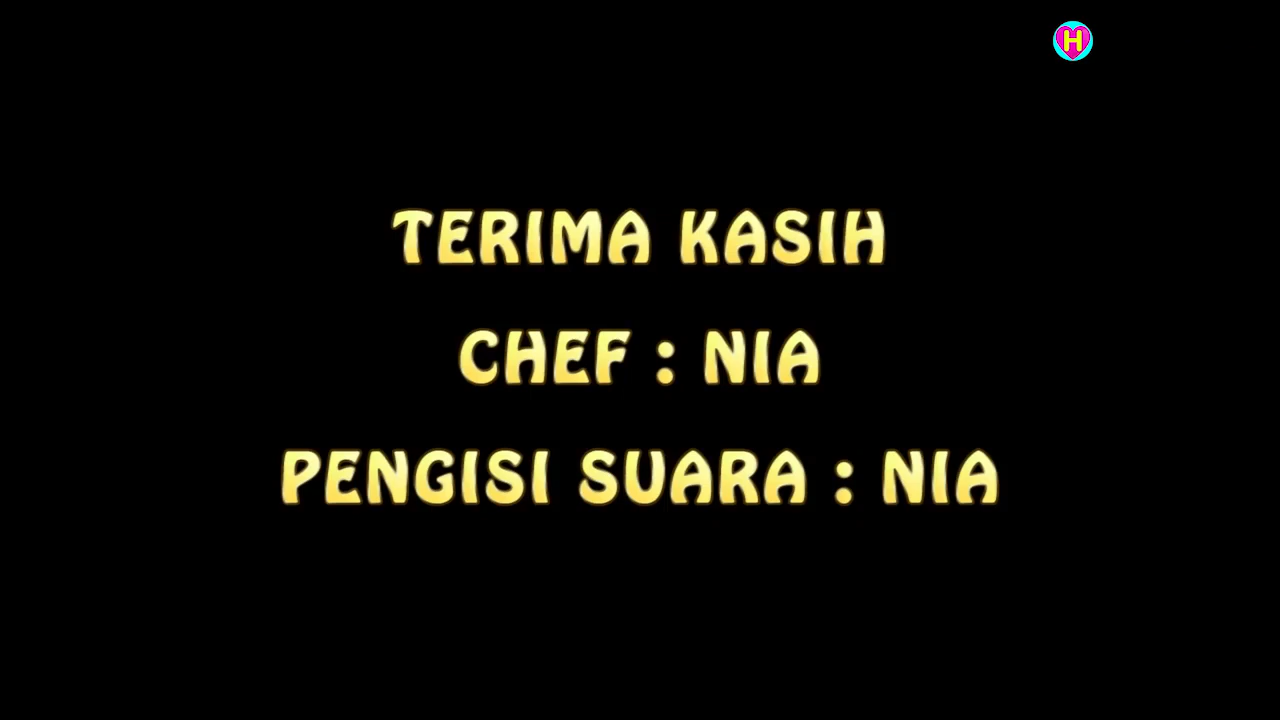 H
TERIMA KASIH
CHEF : NIA
PENGISI SUARA : NIA